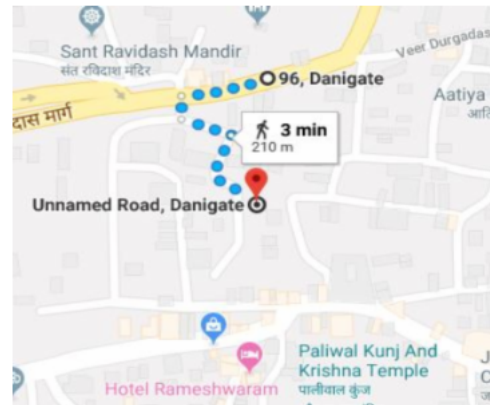 Sant Ravidash Mandir
संत रविदाश मंदिर
Veer Durgadas
96, Danigate
Aatiya
आदि
दास मार्ग
3 min
210 m
Unnamed Road, Danigate
Paliwal Kunj And
Krishna Temple
पालीवाल कुंज
Hotel Rameshwaram
J
C